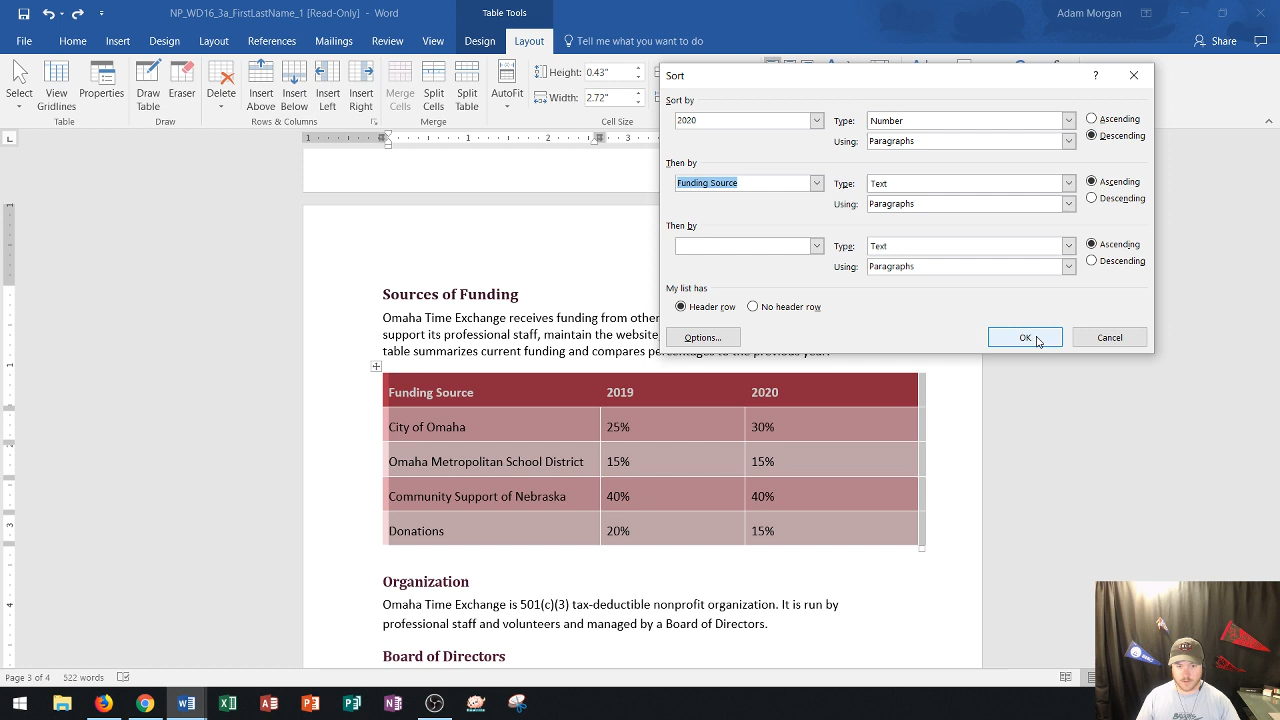 NP_WD16_3a_FirstLastName_1 [Read-Only] - Word
Table Tools
Adam Morgan
File Home Insert Design Layout References Mailings Review View Design Layout Tell me what you want to do Share
Select
View Gridlines
Properties
Draw Table
Eraser
Delete
Insert Above
Insert Below
Insert Left
Insert Right
Merge Cells
Split Cells
Split Table
AutoFit
Height: 0.43"
Width: 2.72"
Table Draw Rows & Columns Merge Cell Size
Sort
?
Sort by
2020 Type: Number Ascending
Using: Paragraphs Descending
Then by
Funding Source Type: Text Ascending
Using: Paragraphs Descending
Then by
Type: Text Ascending
Using: Paragraphs Descending
My list has
Header row No header row
Options... OK Cancel
1 1 2 3
Sources of Funding
Omaha Time Exchange receives funding from other
support its professional staff, maintain the website
table summarizes current funding and compares percentages to the previous year.
Funding Source 2019 2020
City of Omaha 25% 30%
Omaha Metropolitan School District 15% 15%
Community Support of Nebraska 40% 40%
Donations 20% 15%
Organization
Omaha Time Exchange is 501(c)(3) tax-deductible nonprofit organization. It is run by
professional staff and volunteers and managed by a Board of Directors.
Board of Directors
Page 3 of 4 522 words